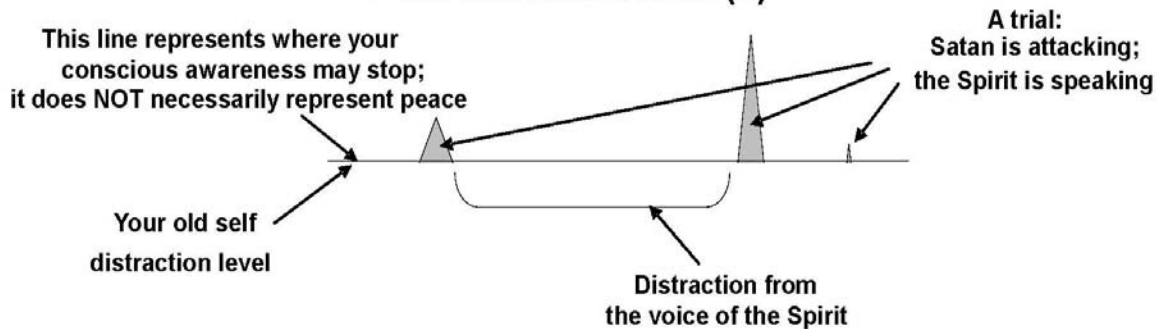 This line represents where your
conscious awareness may stop;
it does NOT necessarily represent peace
A trial:
Satan is attacking;
the Spirit is speaking
Your old self
distraction level
Distraction from
the voice of the Spirit